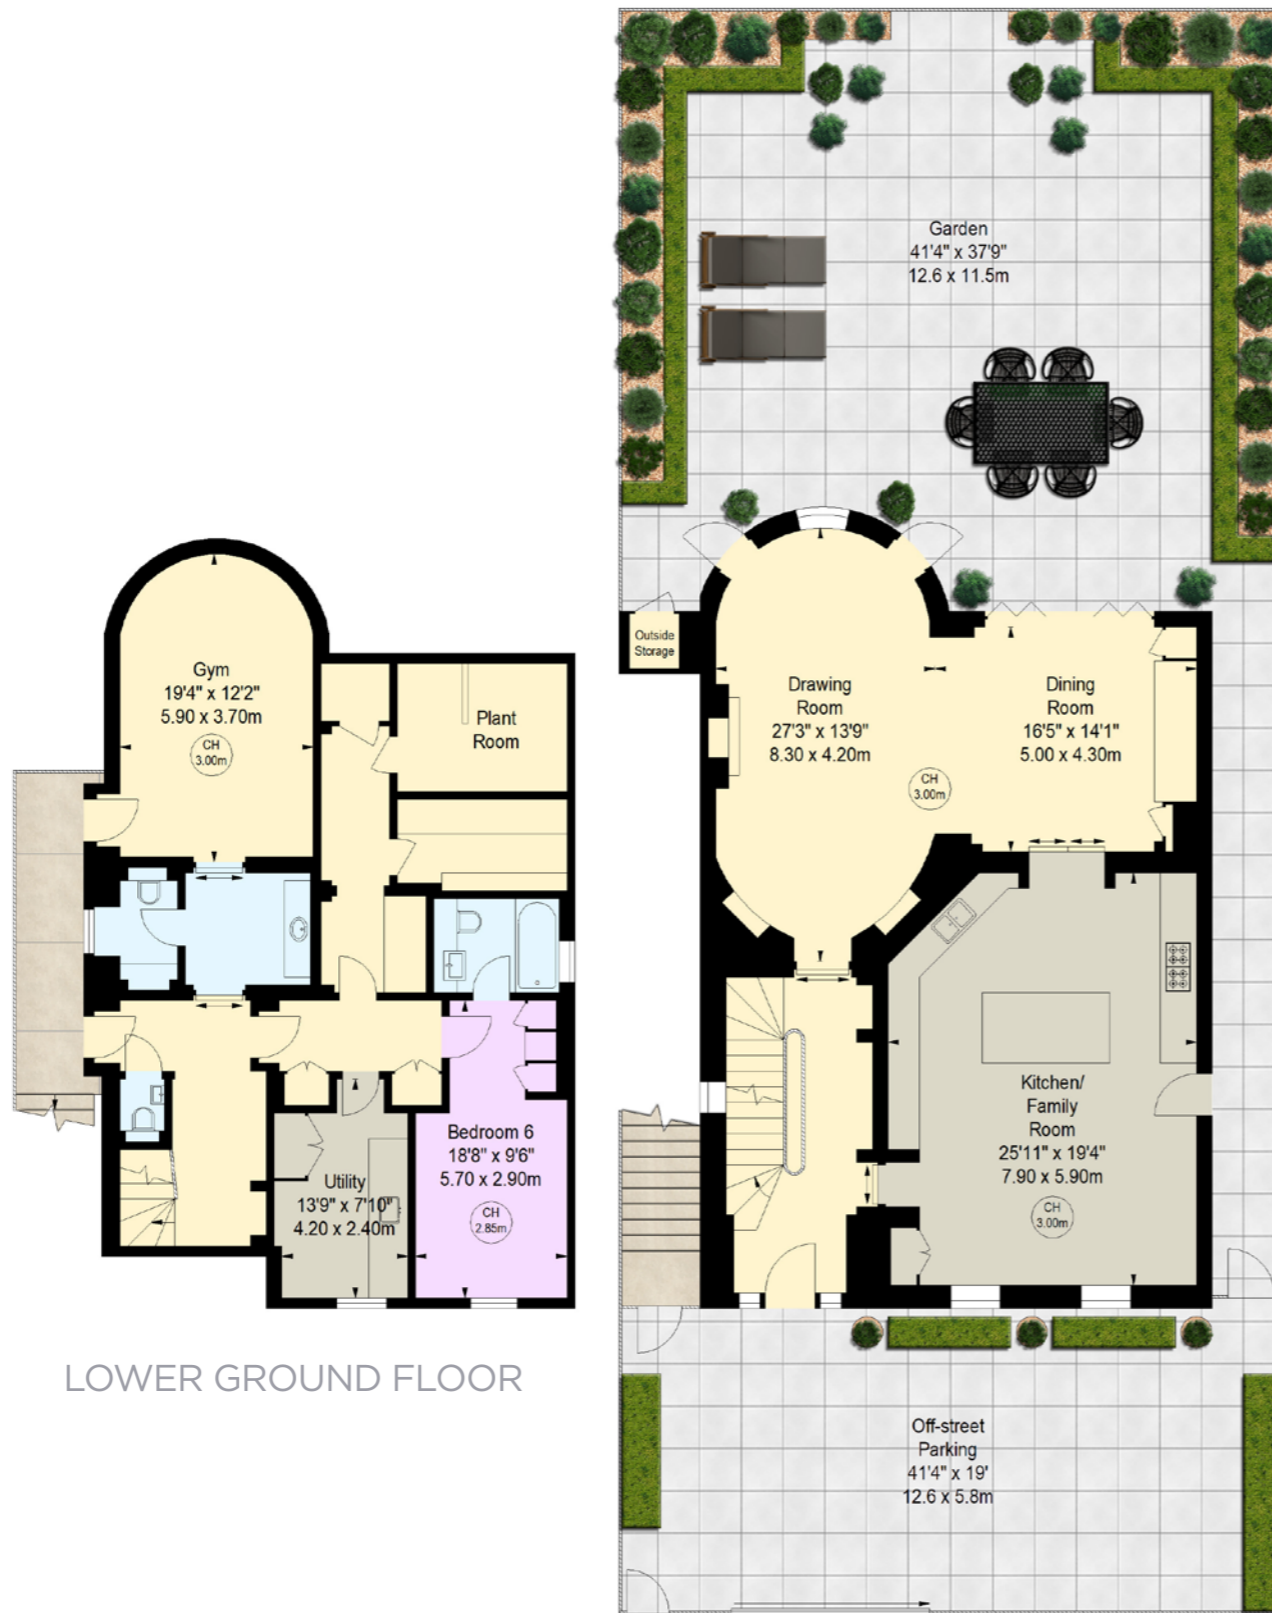 Garden
41'4" x 37'9"
12.6 x 11.5m
Outside
Storage
Drawing
Room
27'3" x 13'9"
8.30 x 4.20m
Dining
Room
16'5" x 14'1"
5.00 x 4.30m
CH
3.00m
Kitchen/
Family
Room
25'11" x 19'4"
7.90 x 5.90m
CH
3.00m
Off-street
Parking
41'4" x 19'
12.6 x 5.8m
Gym
19'4" x 12'2"
5.90 x 3.70m
CH
3.00m
Plant
Room
Bedroom 6
18'8" x 9'6"
5.70 x 2.90m
CH
2.85m
Utility
13'9" x 7'10"
4.20 x 2.40m
LOWER GROUND FLOOR